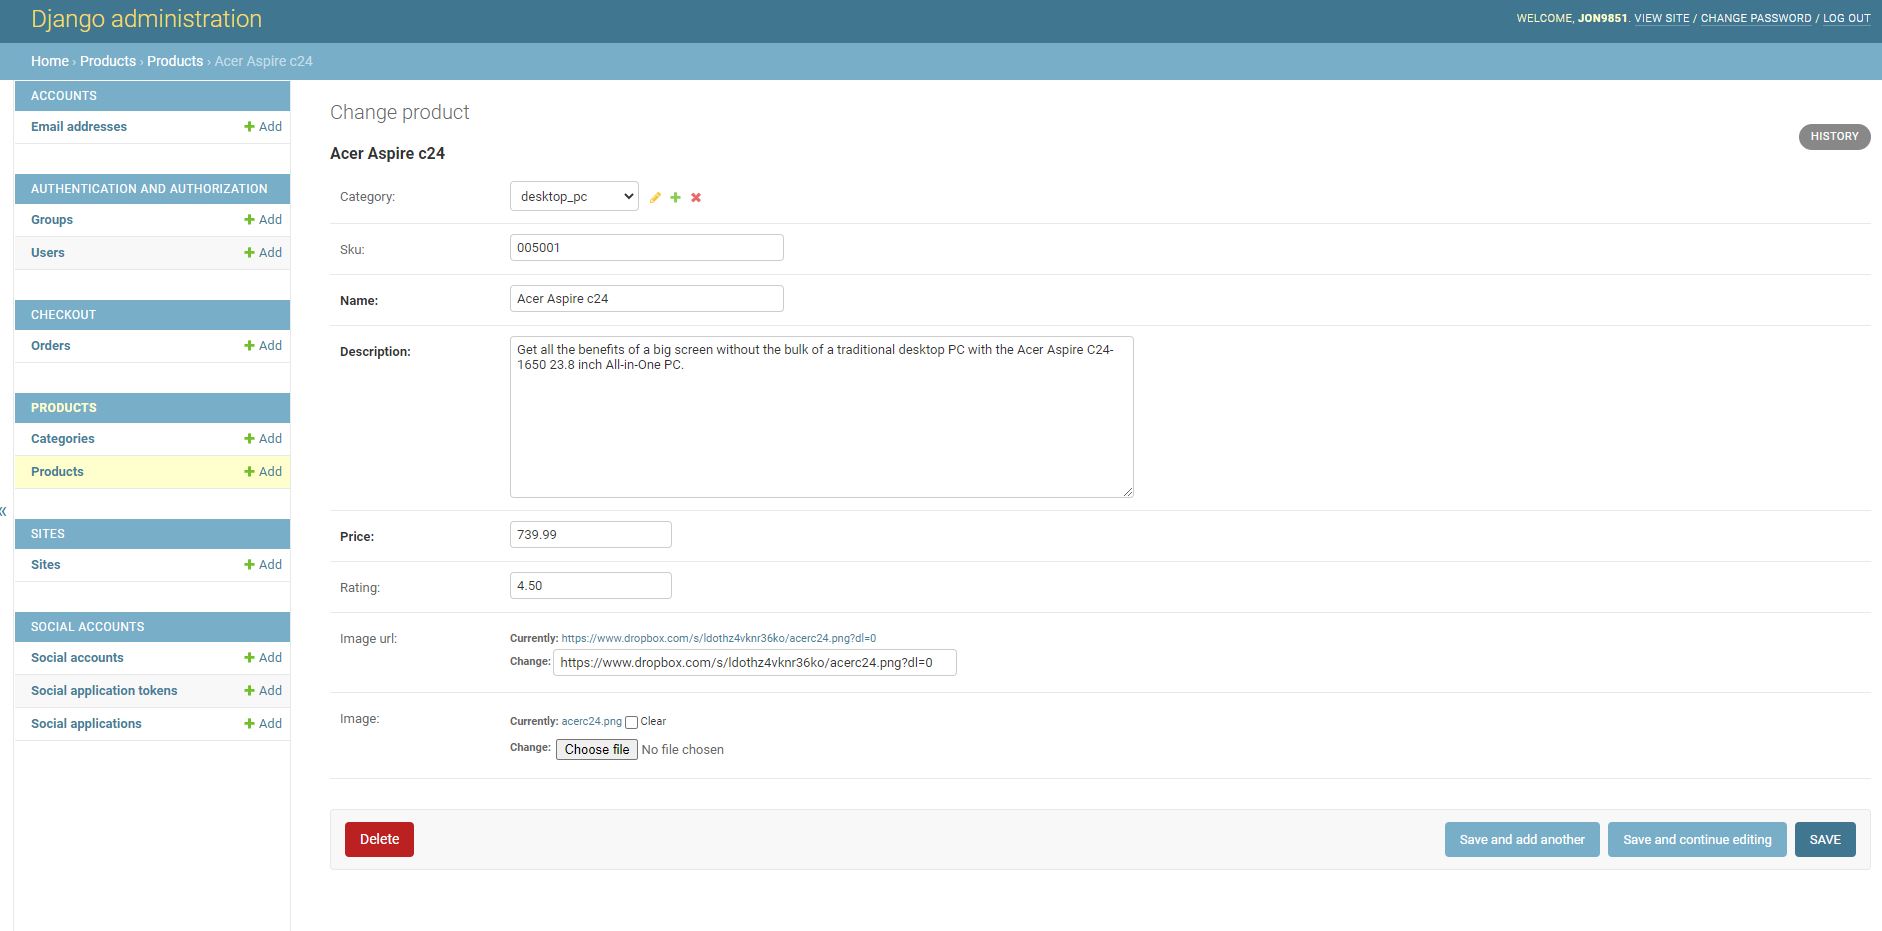 Django administration
WELCOME, JON9851. VIEW SITE / CHANGE PASSWORD / LOG OUT
Home › Products › Products › Acer Aspire c24
ACCOUNTS
Email addresses Add
AUTHENTICATION AND AUTHORIZATION
Groups Add
Users Add
CHECKOUT
Orders Add
PRODUCTS
Categories Add
Products Add
SITES
Sites Add
SOCIAL ACCOUNTS
Social accounts Add
Social application tokens Add
Social applications Add
«
Change product
HISTORY
Acer Aspire c24
Category: desktop_pc
Sku: 005001
Name: Acer Aspire c24
Description: Get all the benefits of a big screen without the bulk of a traditional desktop PC with the Acer Aspire C24-
1650 23.8 inch All-in-One PC.
Price: 739.99
Rating: 4.50
Image url: Currently: https://www.dropbox.com/s/ldothz4vknr36ko/acerc24.png?dl=0
Change: https://www.dropbox.com/s/ldothz4vknr36ko/acerc24.png?dl=0
Image: Currently: acerc24.png Clear
Change: Choose file No file chosen
Delete Save and add another Save and continue editing SAVE